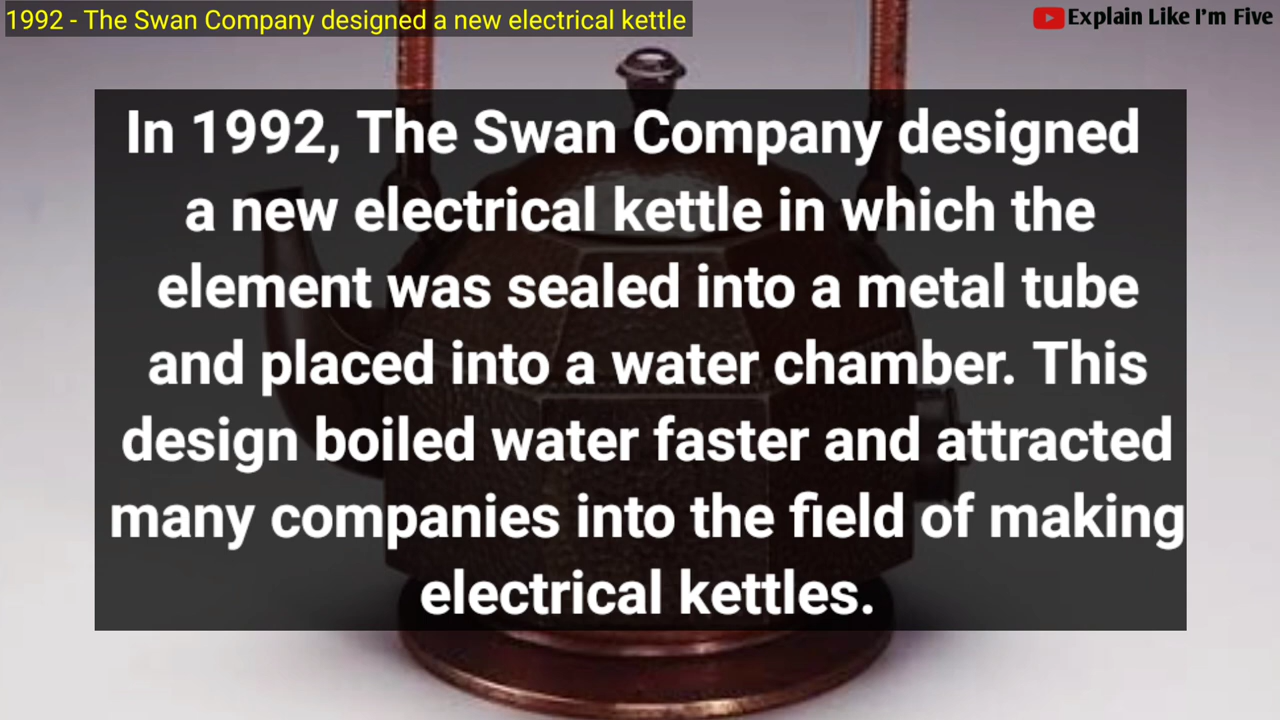 1992 - The Swan Company designed a new electrical kettle
Explain Like I'm Five
In 1992, The Swan Company designed
a new electrical kettle in which the
element was sealed into a metal tube
and placed into a water chamber. This
design boiled water faster and attracted
many companies into the field of making
electrical kettles.